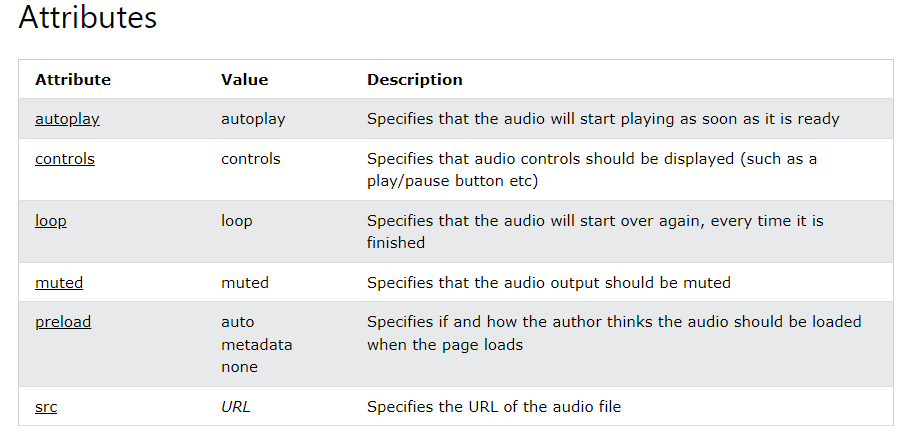 Attributes
Attribute Value Description
autoplay autoplay Specifies that the audio will start playing as soon as it is ready
controls controls Specifies that audio controls should be displayed (such as a
play/pause button etc)
loop loop Specifies that the audio will start over again, every time it is
finished
muted muted Specifies that the audio output should be muted
preload auto Specifies if and how the author thinks the audio should be loaded
metadata when the page loads
none
src URL Specifies the URL of the audio file